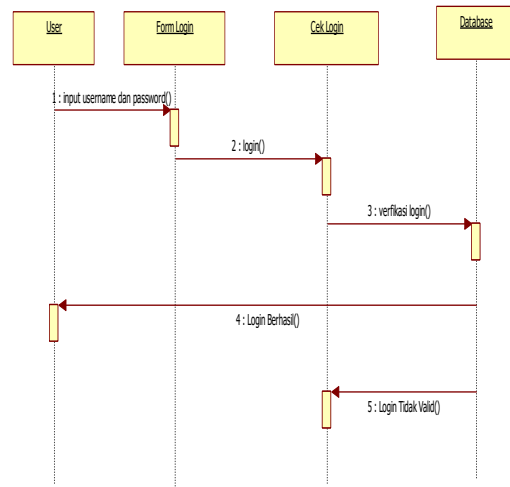 User
Form Login
Cek Login
Database
1 : input username dan password()
2 : login()
3 : verfikasi login()
4 : Login Berhasil()
5 : Login Tidak Valid()